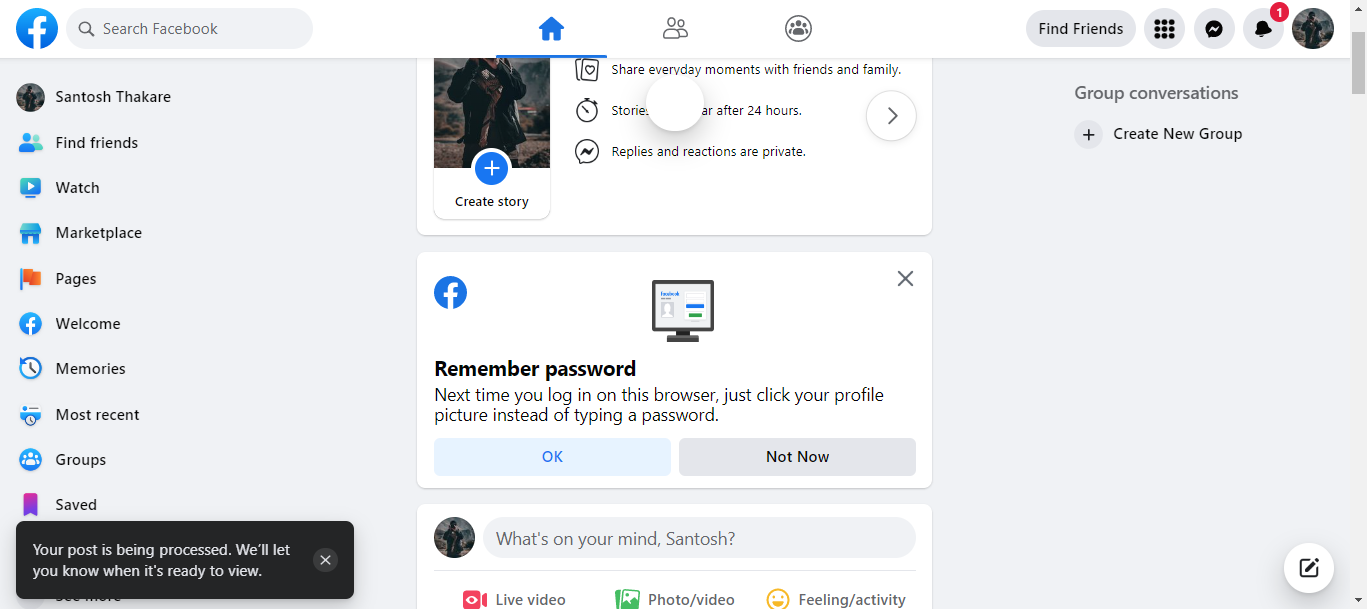 Search Facebook
Find Friends
1
Santosh Thakare
Find friends
Watch
Marketplace
Pages
Welcome
Memories
Most recent
Groups
Saved
Your post is being processed. We'll let
you know when it's ready to view.
Share everyday moments with friends and family.
Stories ar after 24 hours.
Replies and reactions are private.
Create story
Remember password
Next time you log in on this browser, just click your profile
picture instead of typing a password.
OK
Not Now
What's on your mind, Santosh?
Live video
Photo/video
Feeling/activity
Group conversations
Create New Group